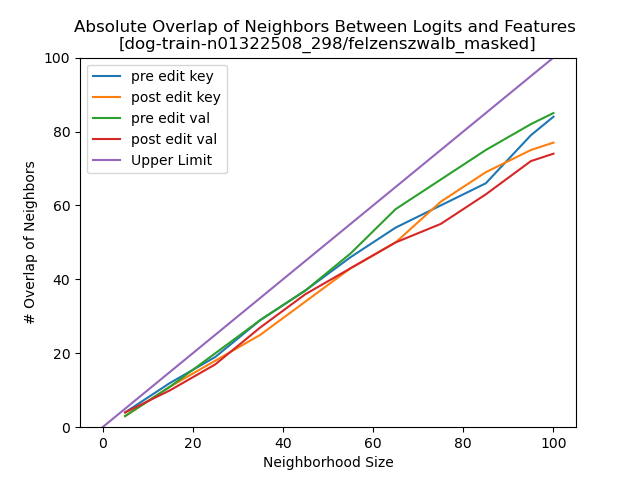 Absolute Overlap of Neighbors Between Logits and Features
[dog-train-n01322508_298/felzenszwalb_masked]
# Overlap of Neighbors
100
80
60
40
20
0
pre edit key
post edit key
pre edit val
post edit val
Upper Limit
0 20 40 60 80 100
Neighborhood Size